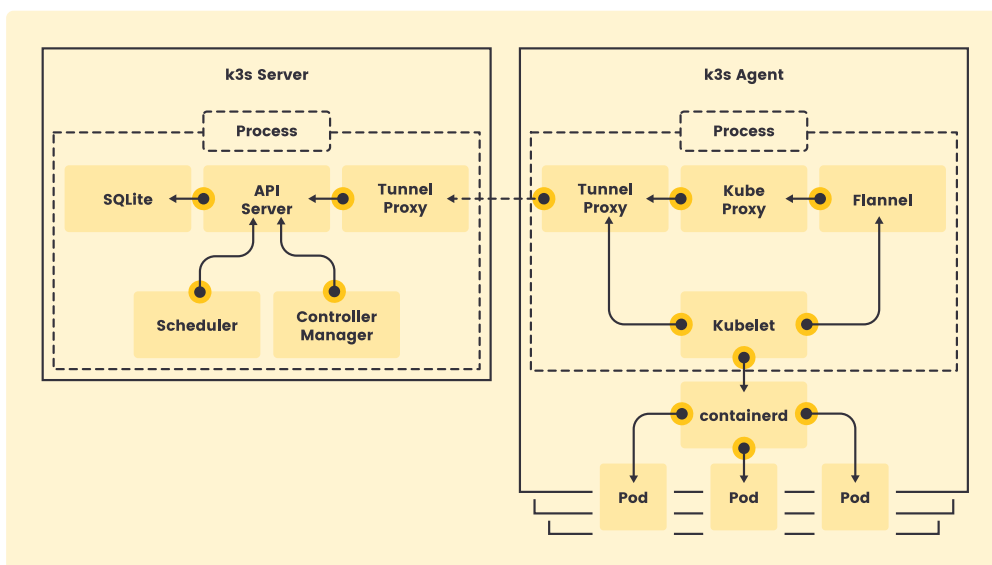 k3s Server
Process
SQLite
API
Server
Tunnel
Proxy
Scheduler
Controller
Manager
k3s Agent
Process
Tunnel
Proxy
Kube
Proxy
Flannel
Kubelet
containerd
Pod
Pod
Pod